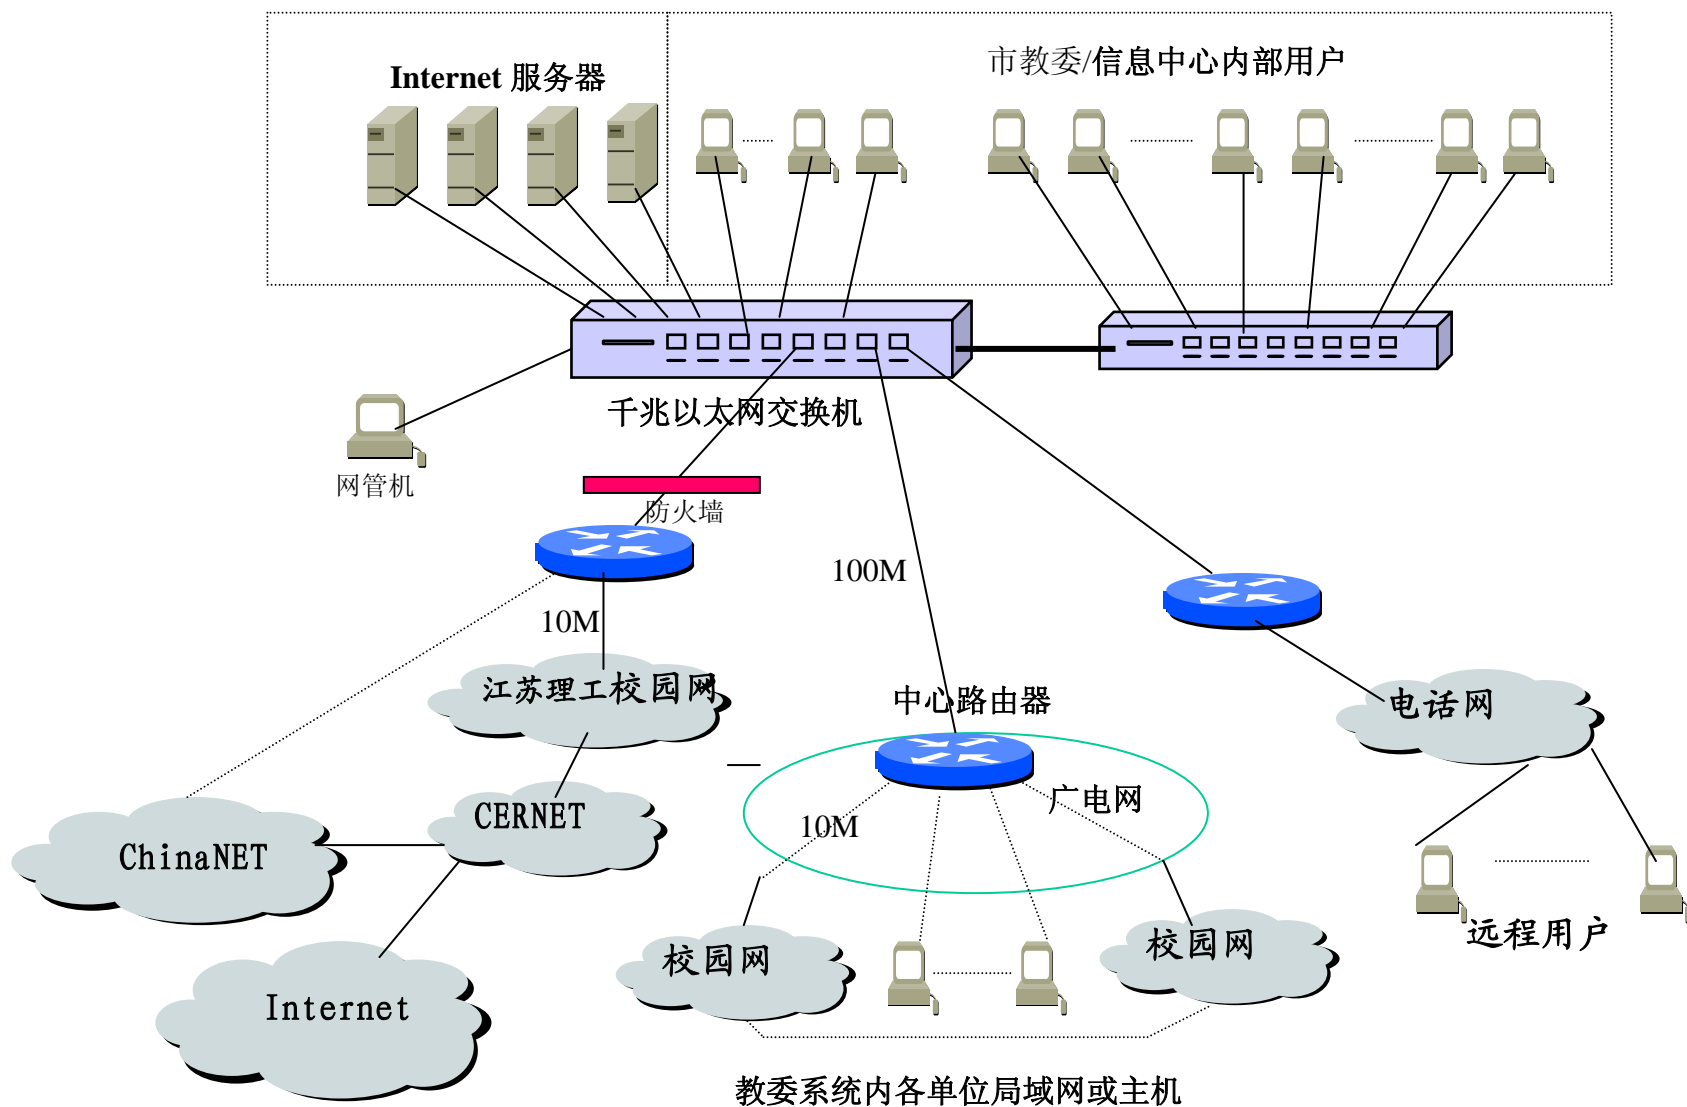 Internet 服务器
市教委/信息中心内部用户
千兆以太网交换机
网管机
防火墙
100M
10M
江苏理工校园网
中心路由器
电话网
广电网
CERNET
10M
ChinaNET
远程用户
校园网
校园网
Internet
教委系统内各单位局域网或主机